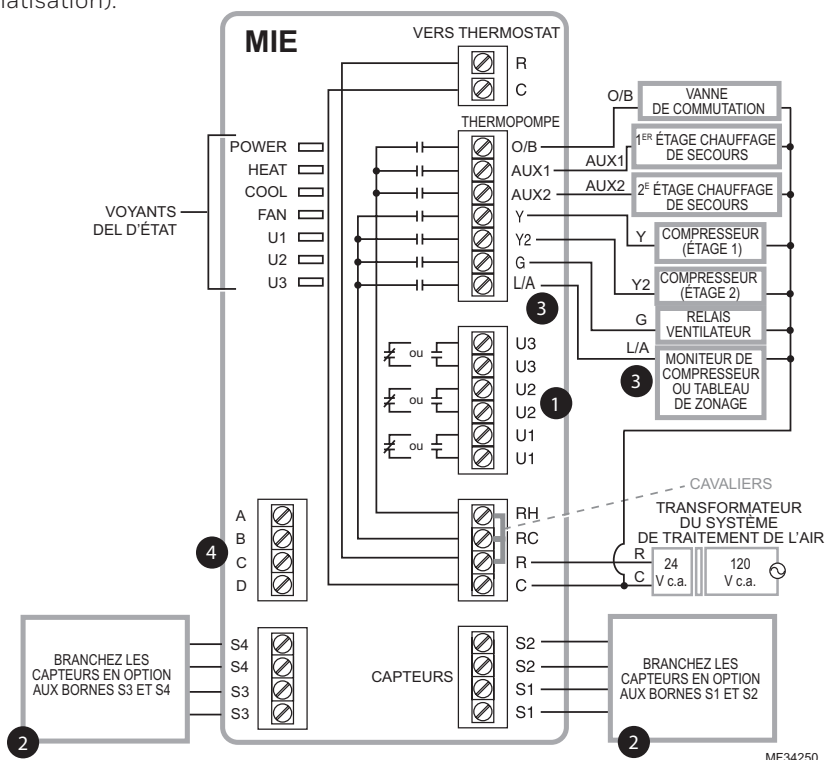 natisation).
MIE
VERS THERMOSTAT
R
C
THERMOPOMPE
O/B
AUX1
AUX2
Y
Y2
G
L/A
3
O/B
VANNE
DE COMMUTATION
AUX1
1ER ÉTAGE CHAUFFAGE
DE SECOURS
AUX2
2E ÉTAGE CHAUFFAGE
DE SECOURS
Y
COMPRESSEUR
(ÉTAGE 1)
Y2
COMPRESSEUR
(ÉTAGE 2)
G
RELAIS
VENTILATEUR
L/A
MONITEUR DE
COMPRESSEUR
OU TABLEAU
DE ZONAGE
3
VOYANTS
DEL D'ÉTAT
POWER
HEAT
COOL
FAN
U1
U2
U3
ou
ou
ou
U3
U3
U2
U2
U1
U1
1
CAVALIERS
RH
RC
R
C
TRANSFORMATEUR
DU SYSTÈME
DE TRAITEMENT DE L'AIR
R
C
24
V c.a.
120
V c.a.
4
A
B
C
D
BRANCHEZ LES
CAPTEURS EN OPTION
AUX BORNES S3 ET S4
2
S4
S4
S3
S3
CAPTEURS
S2
S2
S1
S1
BRANCHEZ LES
CAPTEURS EN OPTION
AUX BORNES S1 ET S2
2
MF34250